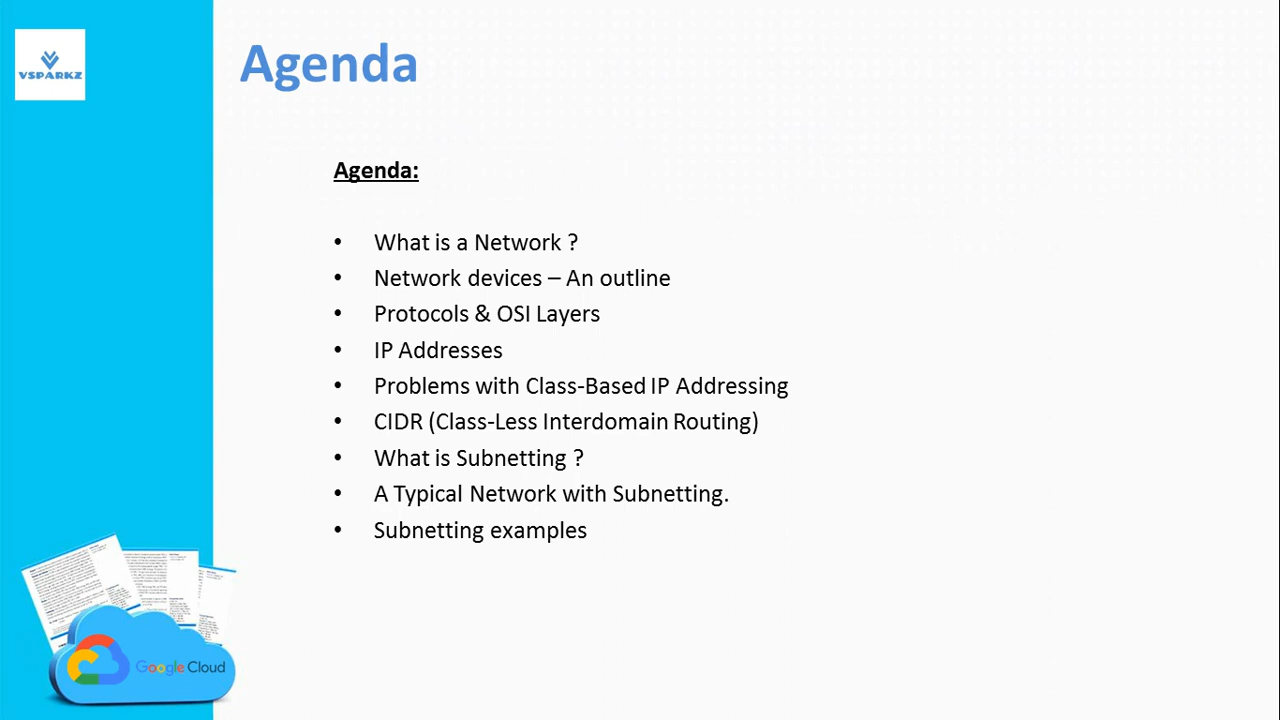 VSPARKZ
Agenda
Agenda:
• What is a Network ?
• Network devices – An outline
• Protocols & OSI Layers
• IP Addresses
• Problems with Class-Based IP Addressing
• CIDR (Class-Less Interdomain Routing)
• What is Subnetting ?
• A Typical Network with Subnetting.
• Subnetting examples
Google Cloud